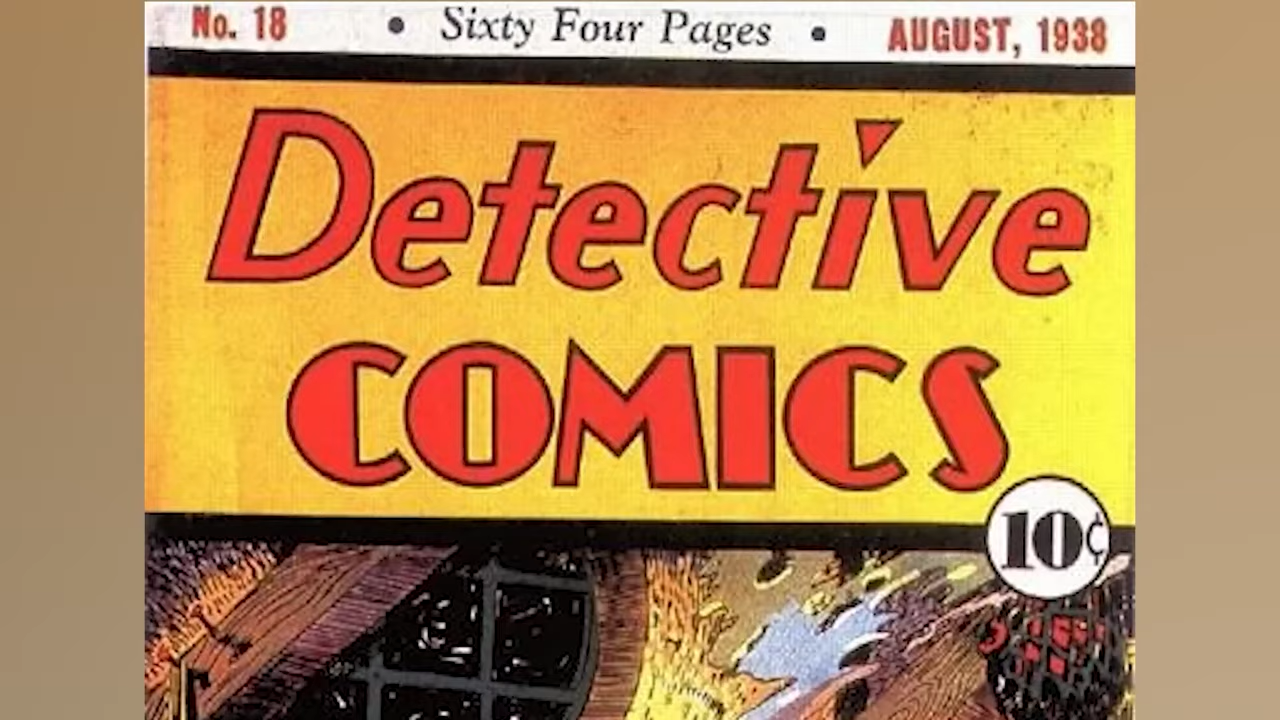 No. 18 • Sixty Four Pages • AUGUST, 1938
Detective
COMICS
10¢